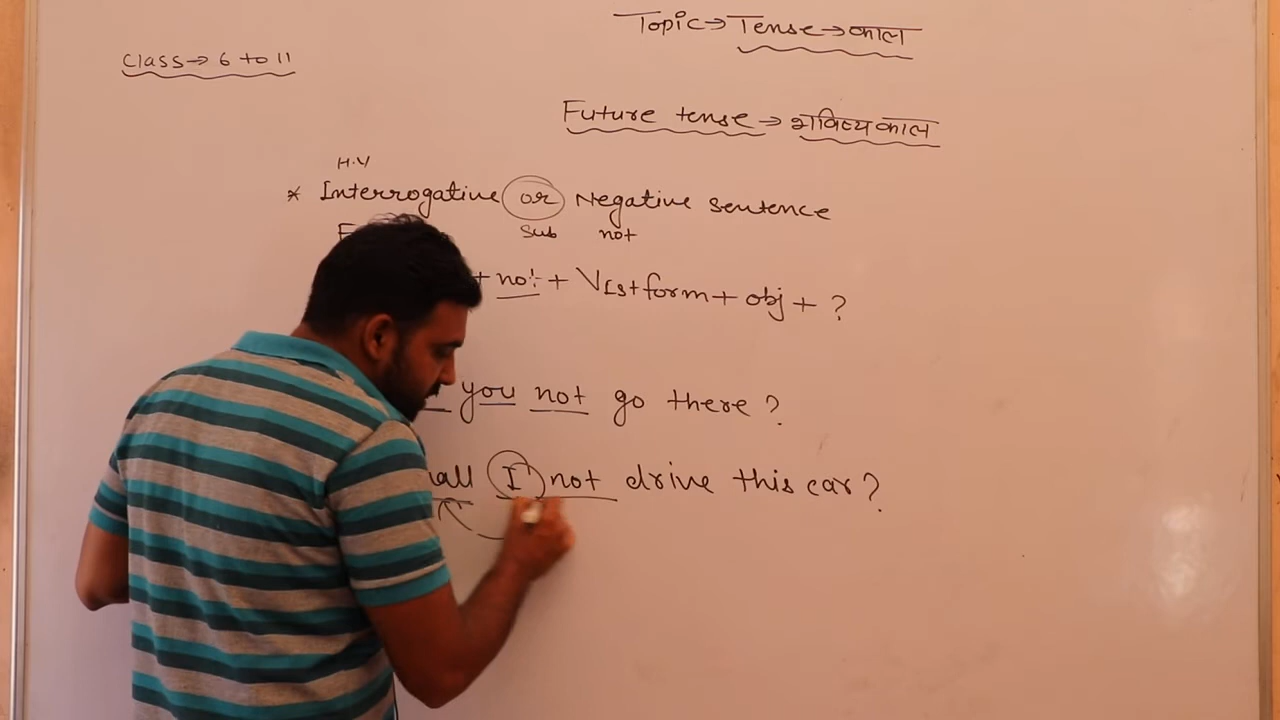 Topic → Tense → काल
Class → 6 to 11
Future tense → भविष्य काल
H.V
* Interrogative or Negative sentence
Sub not
+ not + V1st form + obj + ?
you not go there ?
I not drive this car ?